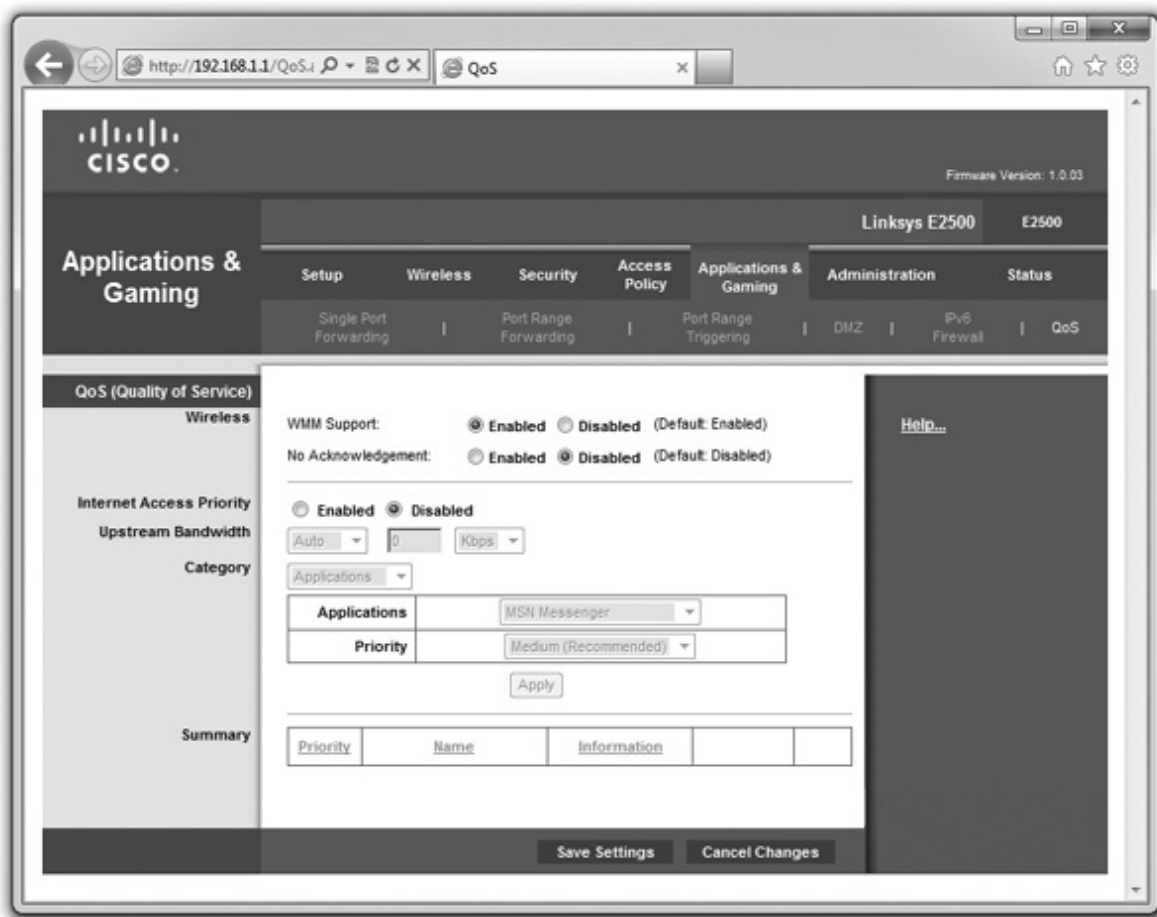 http://192.168.1.1/QoS.a
QoS
CISCO.
Firmware Version: 1.0.03
Linksys E2500 E2500
Applications & Gaming
Setup Wireless Security Access Policy Applications & Gaming Administration Status
Single Port Forwarding | Port Range Forwarding | Port Range Triggering | DMZ | IPv6 Firewall | QoS
QoS (Quality of Service)
Wireless
WMM Support: Enabled Disabled (Default: Enabled)
No Acknowledgement: Enabled Disabled (Default: Disabled)
Help...
Internet Access Priority Enabled Disabled
Upstream Bandwidth Auto 0 Kbps
Category Applications
Applications MSN Messenger
Priority Medium (Recommended)
Apply
Summary
Priority Name Information
Save Settings Cancel Changes